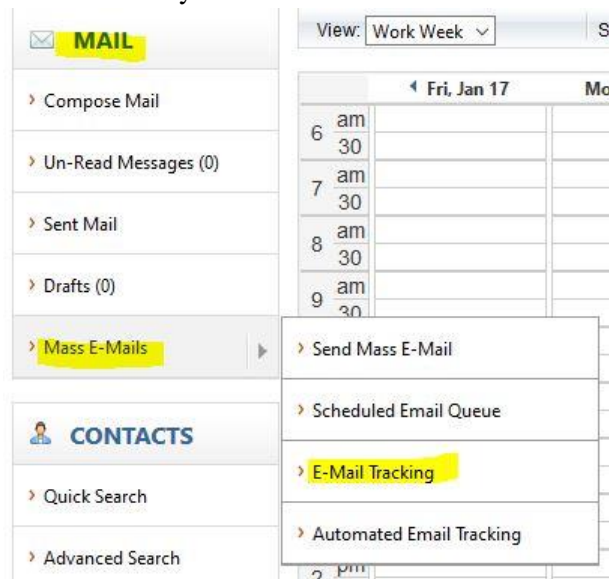 MAIL
Compose Mail
Un-Read Messages (0)
Sent Mail
Drafts (0)
Mass E-Mails
CONTACTS
Quick Search
Advanced Search
View: Work Week
Fri, Jan 17
6 am
30
7 am
30
8 am
30
9 am
30
Send Mass E-Mail
Scheduled Email Queue
E-Mail Tracking
Automated Email Tracking
pm